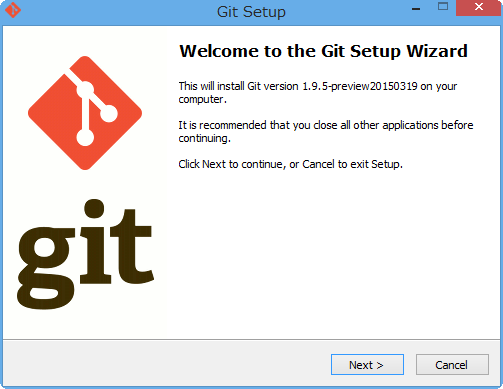 Git Setup
Welcome to the Git Setup Wizard
This will install Git version 1.9.5-preview20150319 on your
computer.
It is recommended that you close all other applications before
continuing.
Click Next to continue, or Cancel to exit Setup.
git
Next >
Cancel